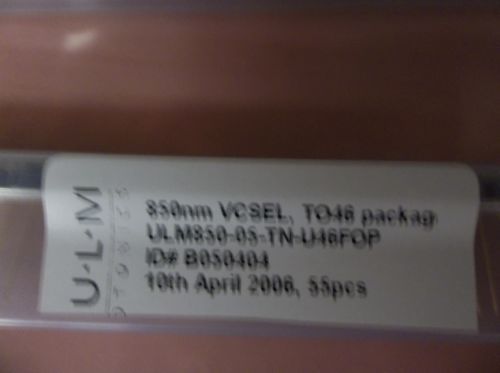 U·L·M
850nm VCSEL, TO46 packag
ULM850-05-TN-U46FOP
ID# B050404
10th April 2006, 55pcs